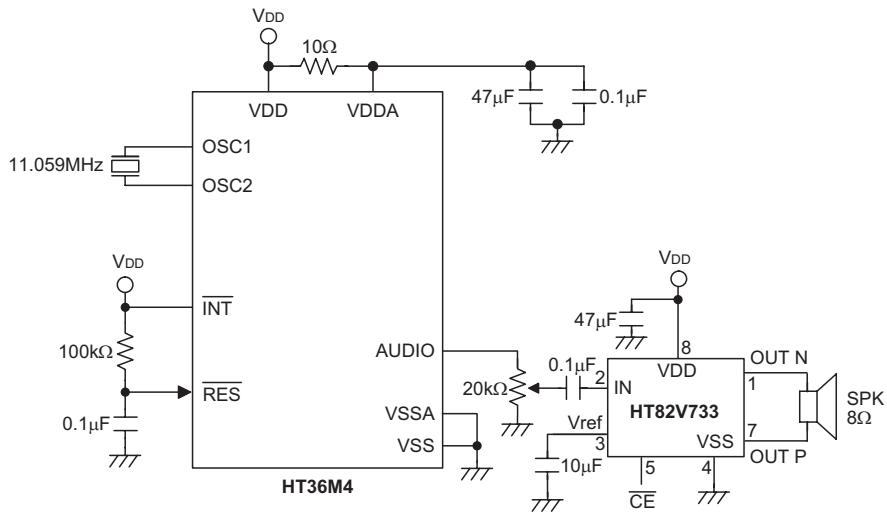 VDD
10Ω
VDD
VDDA
47μF
0.1μF
OSC1
11.059MHz
OSC2
VDD
INT
100kΩ
RES
0.1μF
AUDIO
20kΩ
VSSA
VSS
HT36M4
VDD
47μF
8
VDD
OUT N
1
0.1μF
2
IN
HT82V733
SPK
8Ω
Vref
3
VSS
7
OUT P
10μF
5
4
CE